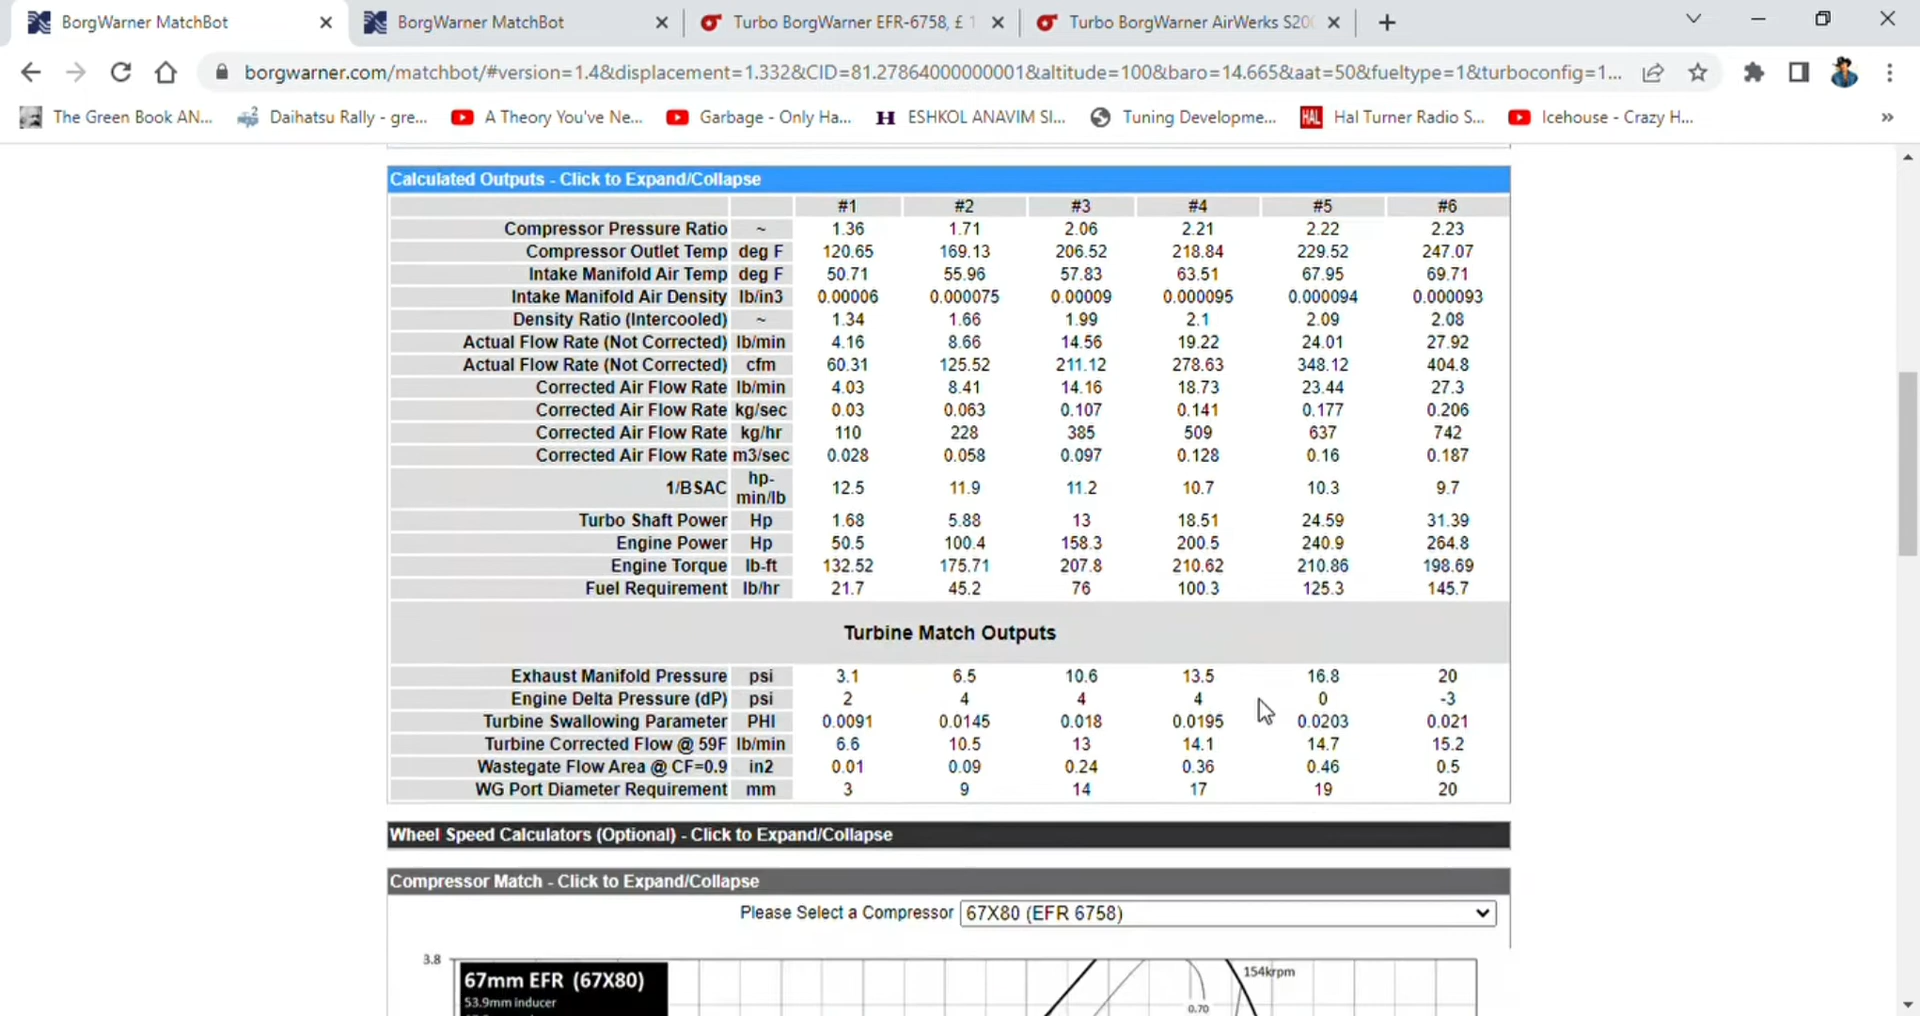 BorgWarner MatchBot
BorgWarner MatchBot
Turbo BorgWarner EFR-6758, £ 1
Turbo BorgWarner AirWerks S20
borgwarner.com/matchbot/#version=1.4&displacement=1.332&CID=81.27864000000001&altitude=100&baro=14.665&aat=50&fueltype=1&turboconfig=1...
The Green Book AN...
Daihatsu Rally - gre...
A Theory You've Ne...
Garbage - Only Ha...
H ESHKOL ANAVIM SI...
Tuning Developme...
HAL Hal Turner Radio S...
Icehouse - Crazy H...
»
Calculated Outputs - Click to Expand/Collapse
#1 #2 #3 #4 #5 #6
Compressor Pressure Ratio ~ 1.36 1.71 2.06 2.21 2.22 2.23
Compressor Outlet Temp deg F 120.65 169.13 206.52 218.84 229.52 247.07
Intake Manifold Air Temp deg F 50.71 55.96 57.83 63.51 67.95 69.71
Intake Manifold Air Density lb/in3 0.00006 0.000075 0.00009 0.000095 0.000094 0.000093
Density Ratio (Intercooled) ~ 1.34 1.66 1.99 2.1 2.09 2.08
Actual Flow Rate (Not Corrected) lb/min 4.16 8.66 14.56 19.22 24.01 27.92
Actual Flow Rate (Not Corrected) cfm 60.31 125.52 211.12 278.63 348.12 404.8
Corrected Air Flow Rate lb/min 4.03 8.41 14.16 18.73 23.44 27.3
Corrected Air Flow Rate kg/sec 0.03 0.063 0.107 0.141 0.177 0.206
Corrected Air Flow Rate kg/hr 110 228 385 509 637 742
Corrected Air Flow Rate m3/sec 0.028 0.058 0.097 0.128 0.16 0.187
1/BSAC hp-min/lb 12.5 11.9 11.2 10.7 10.3 9.7
Turbo Shaft Power Hp 1.68 5.88 13 18.51 24.59 31.39
Engine Power Hp 50.5 100.4 158.3 200.5 240.9 264.8
Engine Torque lb-ft 132.52 175.71 207.8 210.62 210.86 198.69
Fuel Requirement lb/hr 21.7 45.2 76 100.3 125.3 145.7
Turbine Match Outputs
Exhaust Manifold Pressure psi 3.1 6.5 10.6 13.5 16.8 20
Engine Delta Pressure (dP) psi 2 4 4 4 0 -3
Turbine Swallowing Parameter PHI 0.0091 0.0145 0.018 0.0195 0.0203 0.021
Turbine Corrected Flow @ 59F lb/min 6.6 10.5 13 14.1 14.7 15.2
Wastegate Flow Area @ CF=0.9 in2 0.01 0.09 0.24 0.36 0.46 0.5
WG Port Diameter Requirement mm 3 9 14 17 19 20
Wheel Speed Calculators (Optional) - Click to Expand/Collapse
Compressor Match - Click to Expand/Collapse
Please Select a Compressor 67X80 (EFR 6758)
3.8
67mm EFR (67X80)
53.9mm inducer
154krpm
0.70